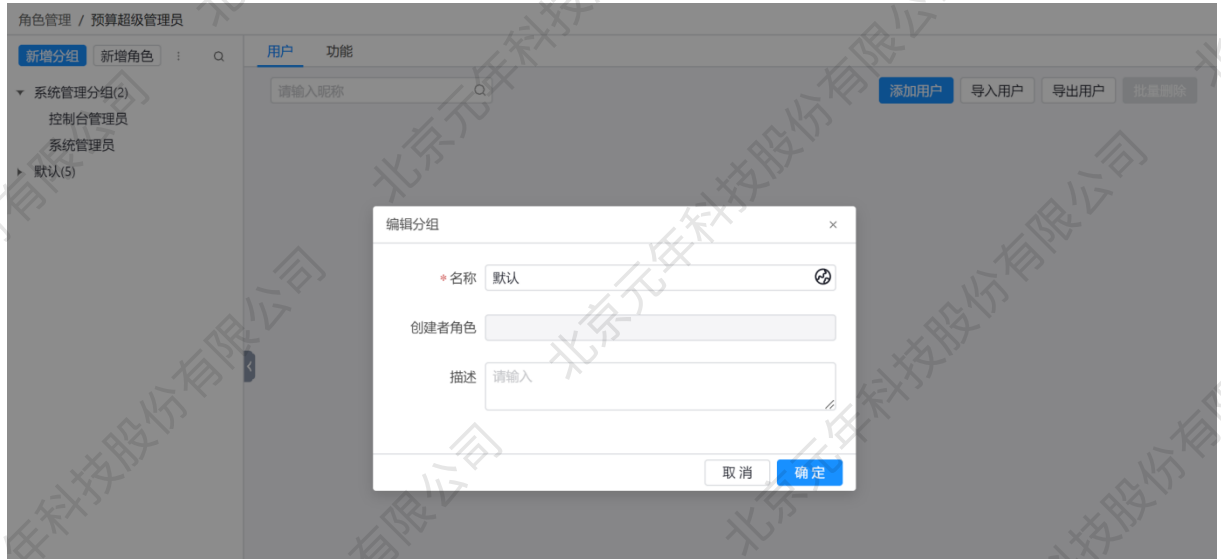 角色管理 / 预算超级管理员
新增分组 新增角色
用户 功能
请输入昵称
添加用户 导入用户 导出用户 批量删除
系统管理分组(2)
控制台管理员
系统管理员
默认(5)
编辑分组
* 名称 默认
创建者角色
描述 请输入
取消 确定
北京元年科技股份有限公司